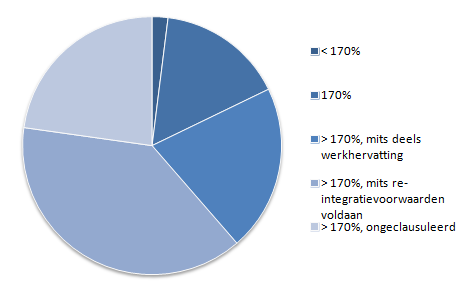 < 170%
170%
> 170%, mits deels
werkhervatting
> 170%, mits re-
integratievoorwaarden
voldaan
> 170%, ongeclausuleerd